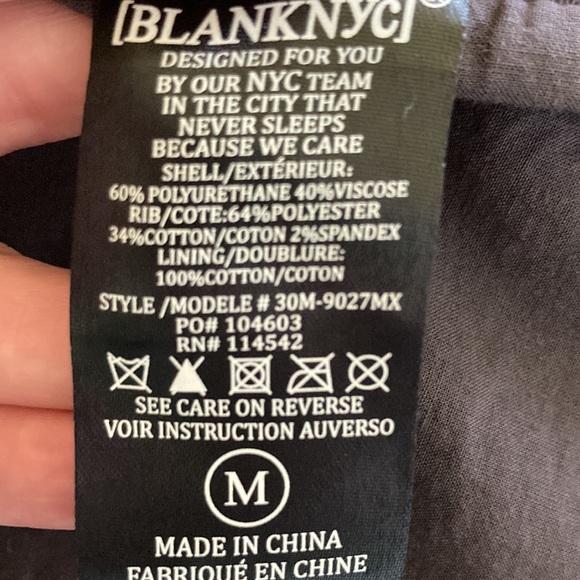 [BLANKNYC]®
DESIGNED FOR YOU
BY OUR NYC TEAM
IN THE CITY THAT
NEVER SLEEPS
BECAUSE WE CARE
SHELL/EXTÉRIEUR:
60% POLYURETHANE 40%VISCOSE
RIB/COTE:64%POLYESTER
34%COTTON/COTON 2%SPANDEX
LINING/DOUBLURE:
100%COTTON/COTON
STYLE /MODELE # 30M-9027MX
PO# 104603
RN# 114542
SEE CARE ON REVERSE
VOIR INSTRUCTION AUVERSO
M
MADE IN CHINA
FABRIQUÉ EN CHINE